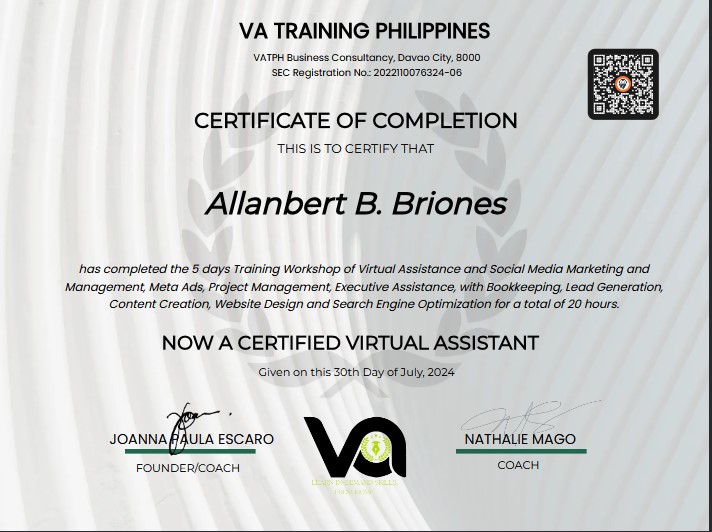 VA TRAINING PHILIPPINES
VATPH Business Consultancy, Davao City, 8000
SEC Registration No.: 2022110076324-06
CERTIFICATE OF COMPLETION
THIS IS TO CERTIFY THAT
Allanbert B. Briones
has completed the 5 days Training Workshop of Virtual Assistance and Social Media Marketing and
Management, Meta Ads, Project Management, Executive Assistance, with Bookkeeping, Lead Generation,
Content Creation, Website Design and Search Engine Optimization for a total of 20 hours.
NOW A CERTIFIED VIRTUAL ASSISTANT
Given on this 30th Day of July, 2024
JOANNA PAULA ESCARO
FOUNDER/COACH
va
LEARN IN-DEMAND SKILLS
NATHALIE MAGO
COACH